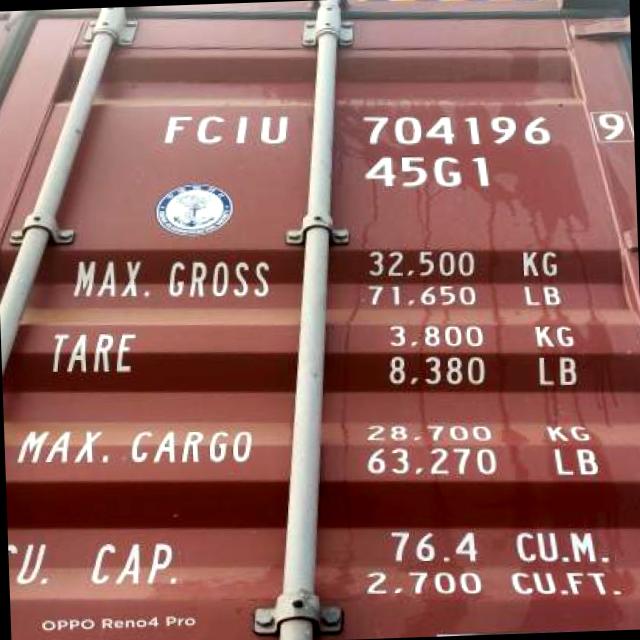 FCIU 704196 9
45G1
MAX. GROSS 32,500 KG
71,650 LB
TARE 3,800 KG
8,380 LB
MAX. CARGO 28.700 KG
63,270 LB
U. CAP. 76.4 CU.M.
2,700 CU.FT.
OPPO Reno4 Pro